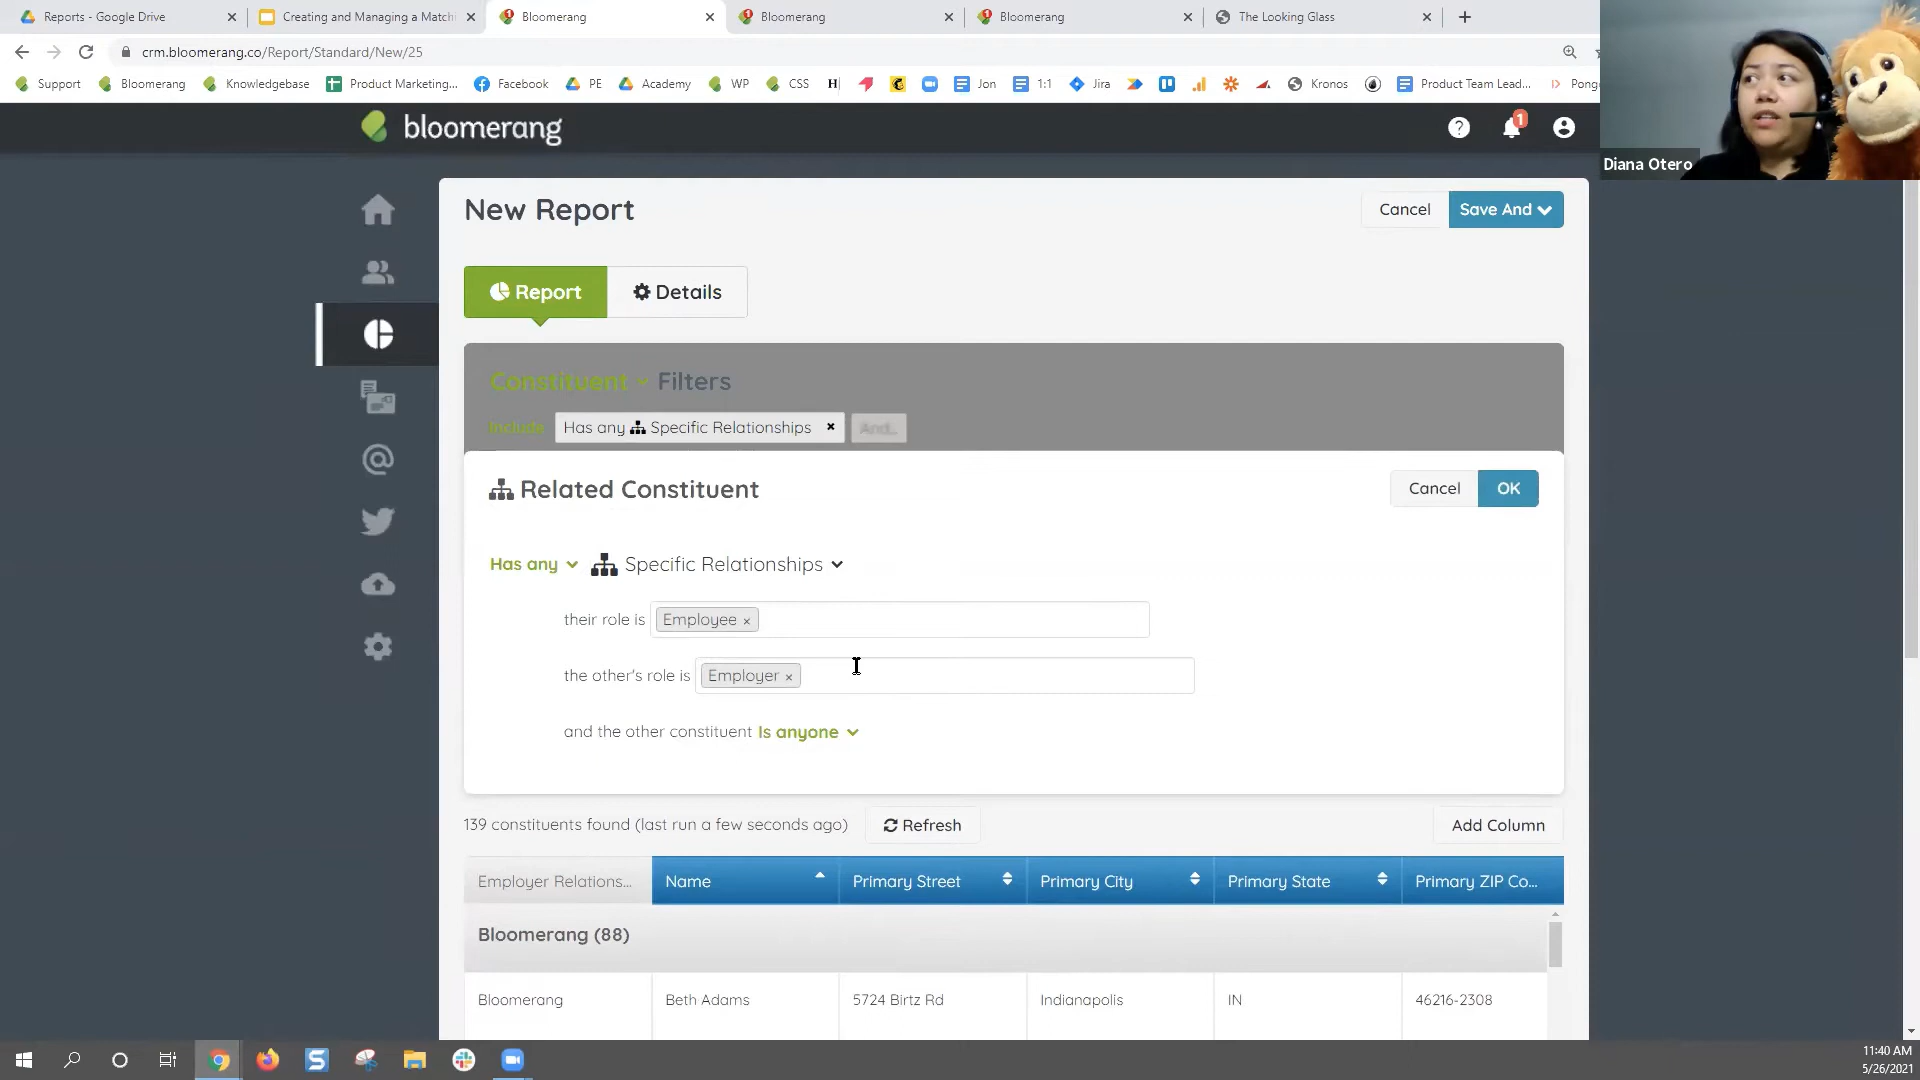 Reports - Google Drive
Creating and Managing a Matchi
Bloomerang
Bloomerang
Bloomerang
The Looking Glass
crm.bloomerang.co/Report/Standard/New/25
Support
Bloomerang
Knowledgebase
Product Marketing...
Facebook
PE
Academy
WP
CSS
H
Jon
1:1
Jira
Kronos
Product Team Lead...
Pong
bloomerang
1
Diana Otero
New Report
Cancel
Save And
Report
Details
Constituent Filters
Include
Has any Specific Relationships ×
And...
Related Constituent
Cancel
OK
Has any Specific Relationships
their role is Employee ×
the other's role is Employer ×
and the other constituent Is anyone
139 constituents found (last run a few seconds ago)
Refresh
Add Column
Employer Relations...
Name
Primary Street
Primary City
Primary State
Primary ZIP Co...
Bloomerang (88)
Bloomerang
Beth Adams
5724 Birtz Rd
Indianapolis
IN
46216-2308
11:40 AM
5/26/2021